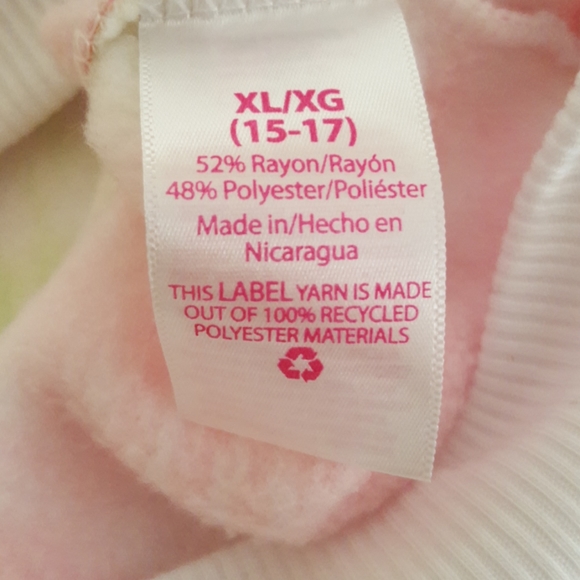 XL/XG
(15-17)
52% Rayon/Rayón
48% Polyester/Poliéster
Made in/Hecho en
Nicaragua
THIS LABEL YARN IS MADE
OUT OF 100% RECYCLED
POLYESTER MATERIALS